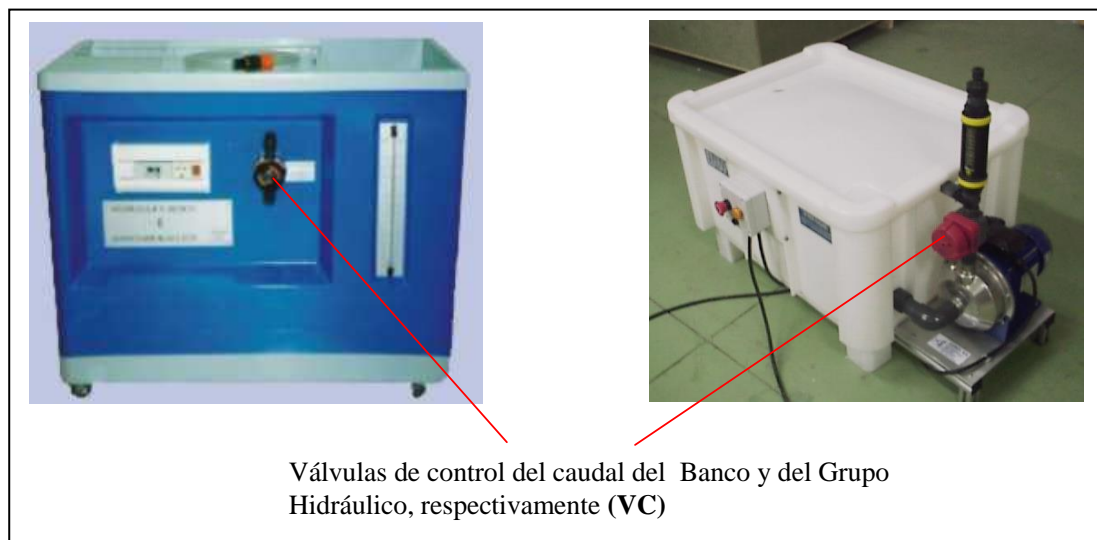 Válvulas de control del caudal del Banco y del Grupo
Hidráulico, respectivamente (VC)